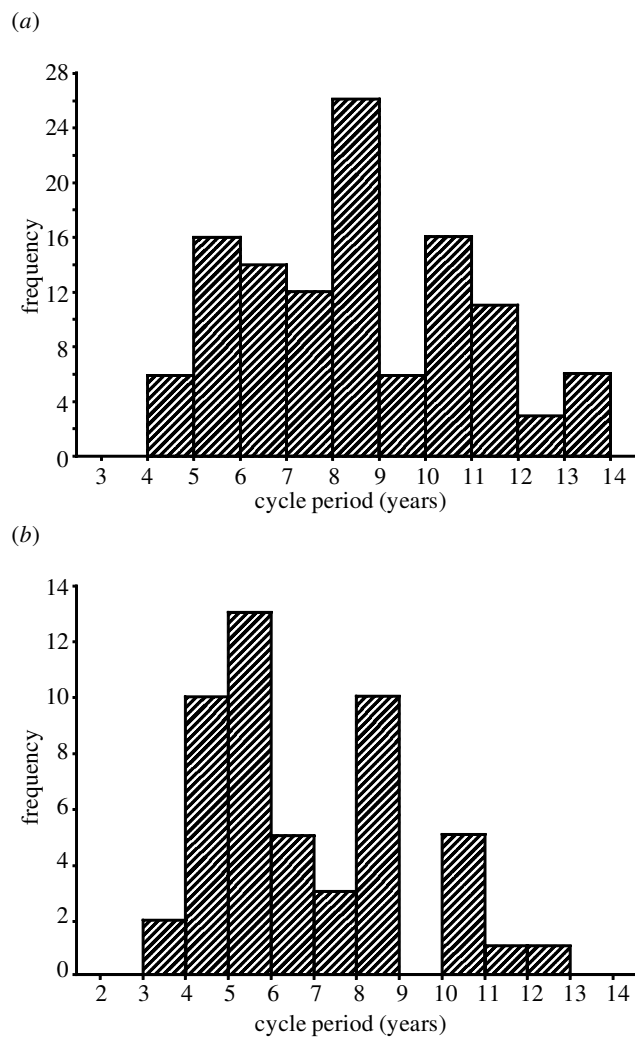 (a)
28
24
20
16
12
8
4
0
frequency
3 4 5 6 7 8 9 10 11 12 13 14
cycle period (years)
(b)
14
12
10
8
6
4
2
0
frequency
2 3 4 5 6 7 8 9 10 11 12 13 14
cycle period (years)